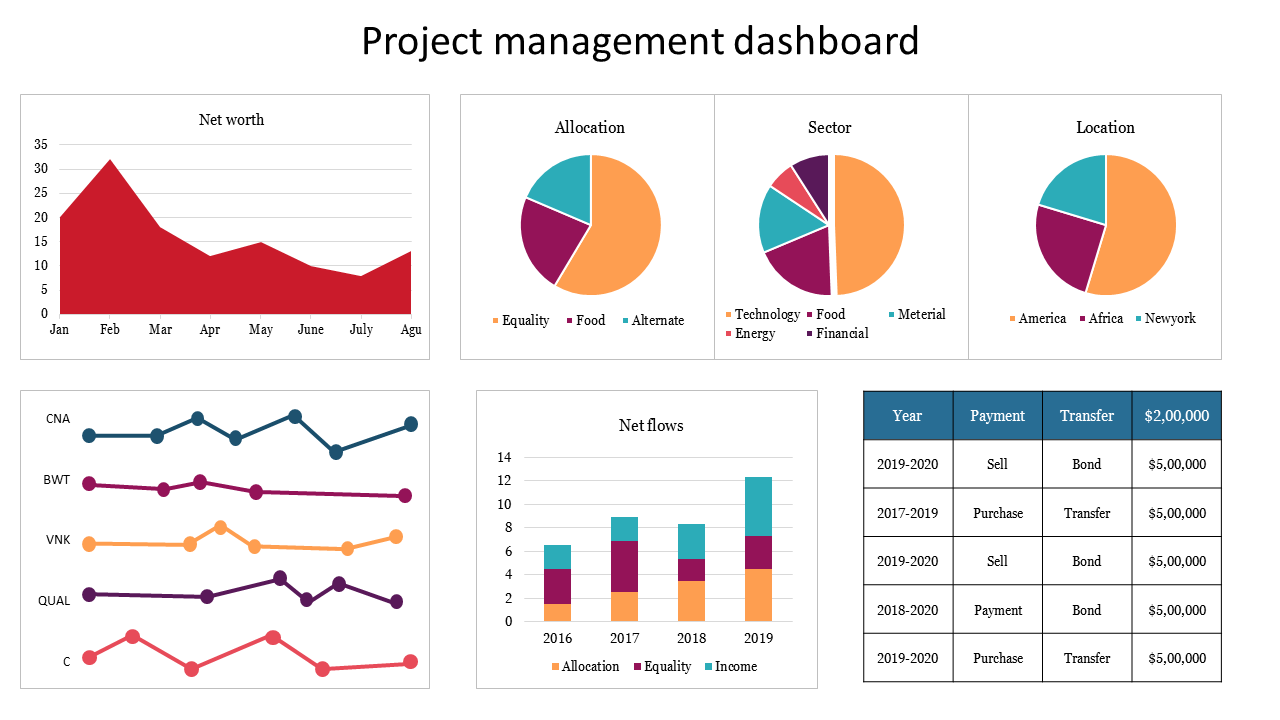 Project management dashboard
Net worth
35
30
25
20
15
10
5
0
Jan Feb Mar Apr May June July Agu
Allocation
Equality Food Alternate
Sector
Technology Food Meterial
Energy Financial
Location
America Africa Newyork
CNA
BWT
VNK
QUAL
C
Net flows
14
12
10
8
6
4
2
0
2016 2017 2018 2019
Allocation Equality Income
Year Payment Transfer $2,00,000
2019-2020 Sell Bond $5,00,000
2017-2019 Purchase Transfer $5,00,000
2019-2020 Sell Bond $5,00,000
2018-2020 Payment Bond $5,00,000
2019-2020 Purchase Transfer $5,00,000